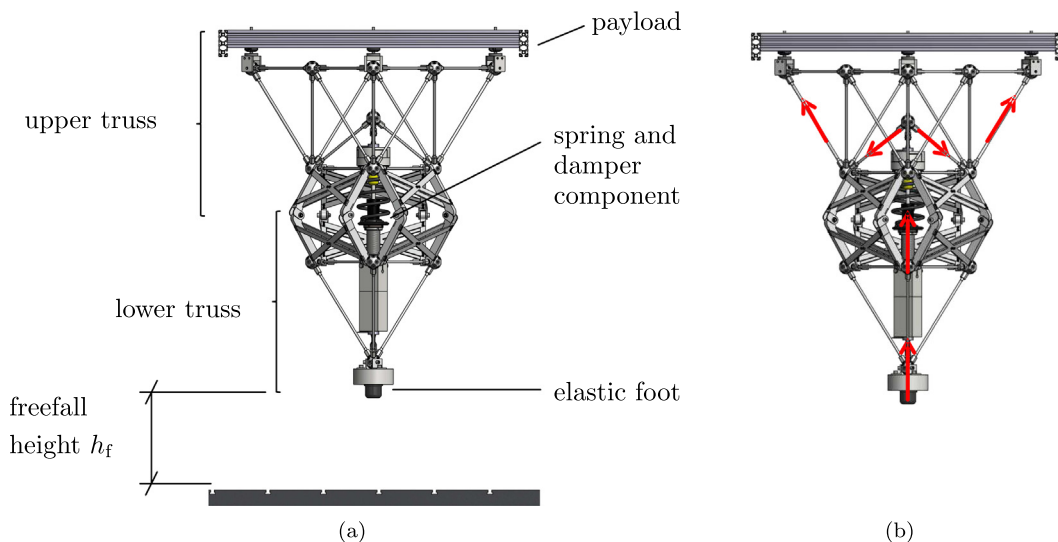 payload
upper truss
spring and
damper
component
lower truss
elastic foot
freefall
height h_f
(a)
(b)